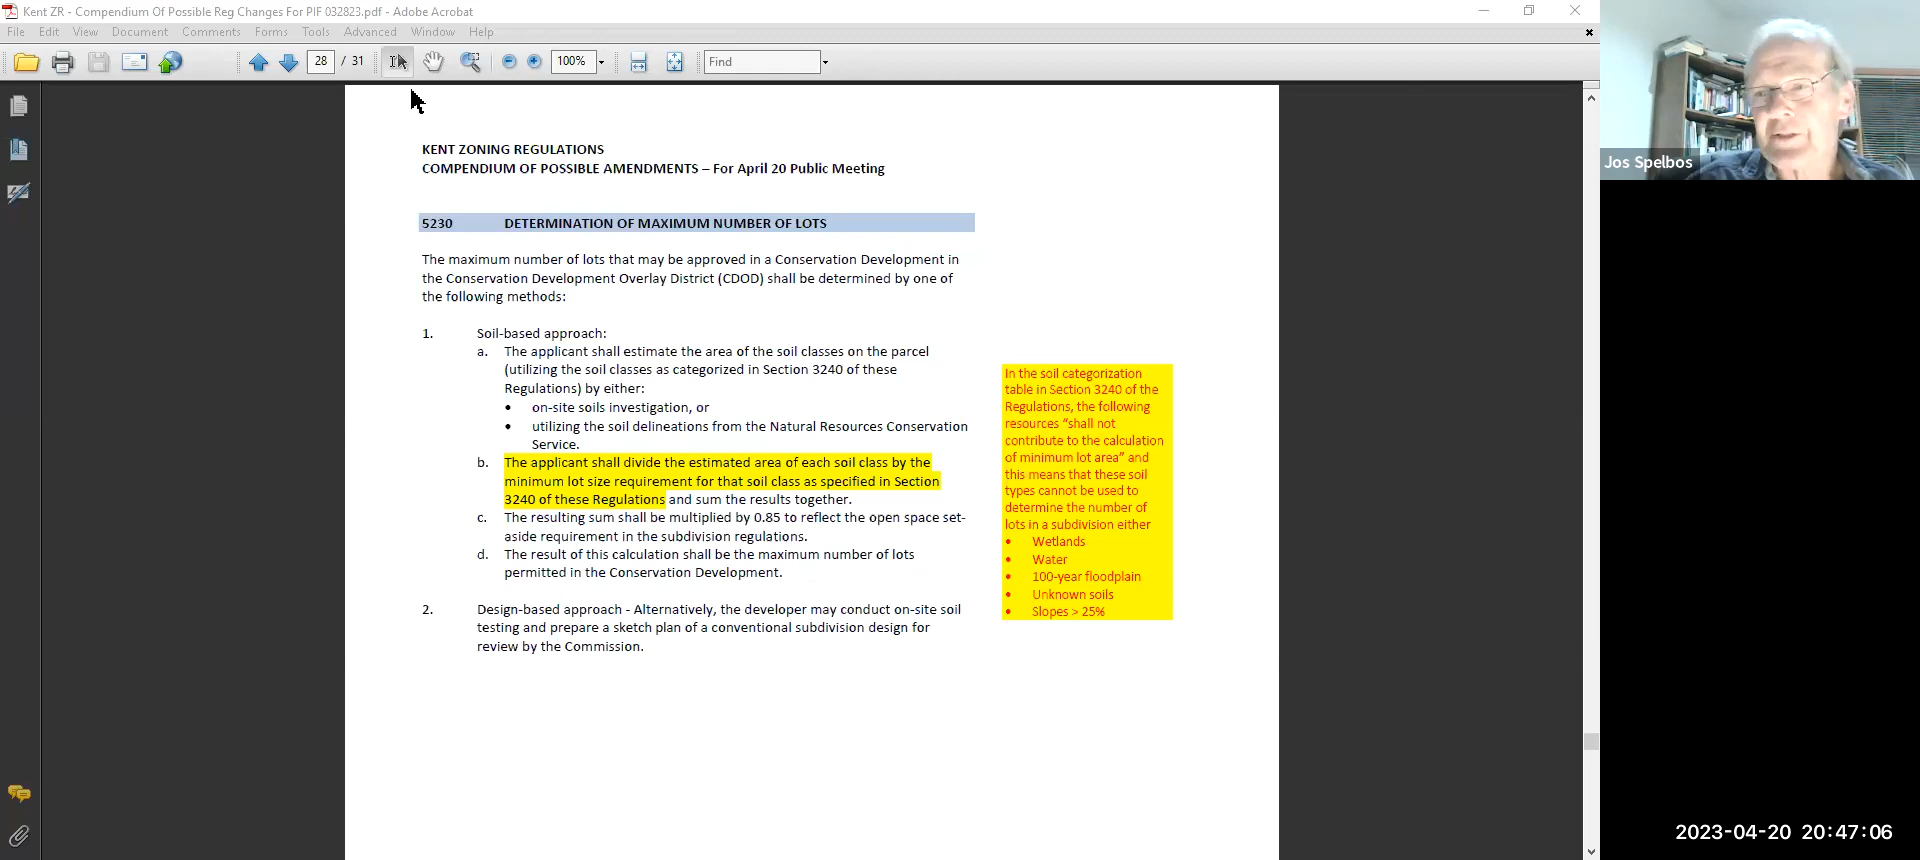 Kent ZR - Compendium Of Possible Reg Changes For PIF 032823.pdf - Adobe Acrobat
File Edit View Document Comments Forms Tools Advanced Window Help
28 / 31 100% Find
KENT ZONING REGULATIONS
COMPENDIUM OF POSSIBLE AMENDMENTS – For April 20 Public Meeting
5230 DETERMINATION OF MAXIMUM NUMBER OF LOTS
The maximum number of lots that may be approved in a Conservation Development in
the Conservation Development Overlay District (CDOD) shall be determined by one of
the following methods:
1. Soil-based approach:
a. The applicant shall estimate the area of the soil classes on the parcel
(utilizing the soil classes as categorized in Section 3240 of these
Regulations) by either:
• on-site soils investigation, or
• utilizing the soil delineations from the Natural Resources Conservation
Service.
b. The applicant shall divide the estimated area of each soil class by the
minimum lot size requirement for that soil class as specified in Section
3240 of these Regulations and sum the results together.
c. The resulting sum shall be multiplied by 0.85 to reflect the open space set-
aside requirement in the subdivision regulations.
d. The result of this calculation shall be the maximum number of lots
permitted in the Conservation Development.
2. Design-based approach - Alternatively, the developer may conduct on-site soil
testing and prepare a sketch plan of a conventional subdivision design for
review by the Commission.
In the soil categorization
table in Section 3240 of the
Regulations, the following
resources "shall not
contribute to the calculation
of minimum lot area" and
this means that these soil
types cannot be used to
determine the number of
lots in a subdivision either
• Wetlands
• Water
• 100-year floodplain
• Unknown soils
• Slopes > 25%
Jos Spelbos
2023-04-20 20:47:06